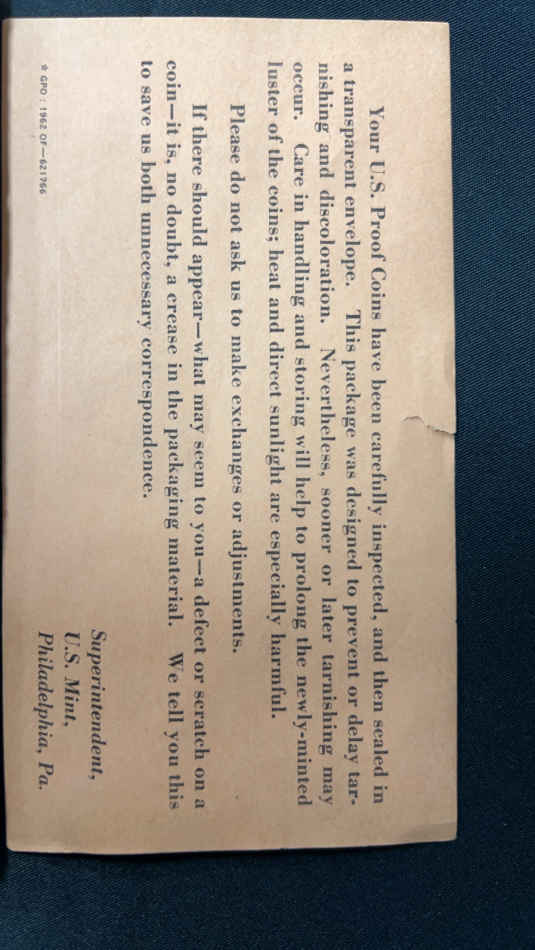 Your U.S. Proof Coins have been carefully inspected, and then sealed in
a transparent envelope. This package was designed to prevent or delay tar-
nishing and discoloration. Nevertheless, sooner or later tarnishing may
occur. Care in handling and storing will help to prolong the newly-minted
luster of the coins; heat and direct sunlight are especially harmful.
Please do not ask us to make exchanges or adjustments.
If there should appear—what may seem to you—a defect or scratch on a
coin—it is, no doubt, a crease in the packaging material. We tell you this
to save us both unnecessary correspondence.
Superintendent,
U.S. Mint,
Philadelphia, Pa.
☆ GPO : 1962 OF—621766